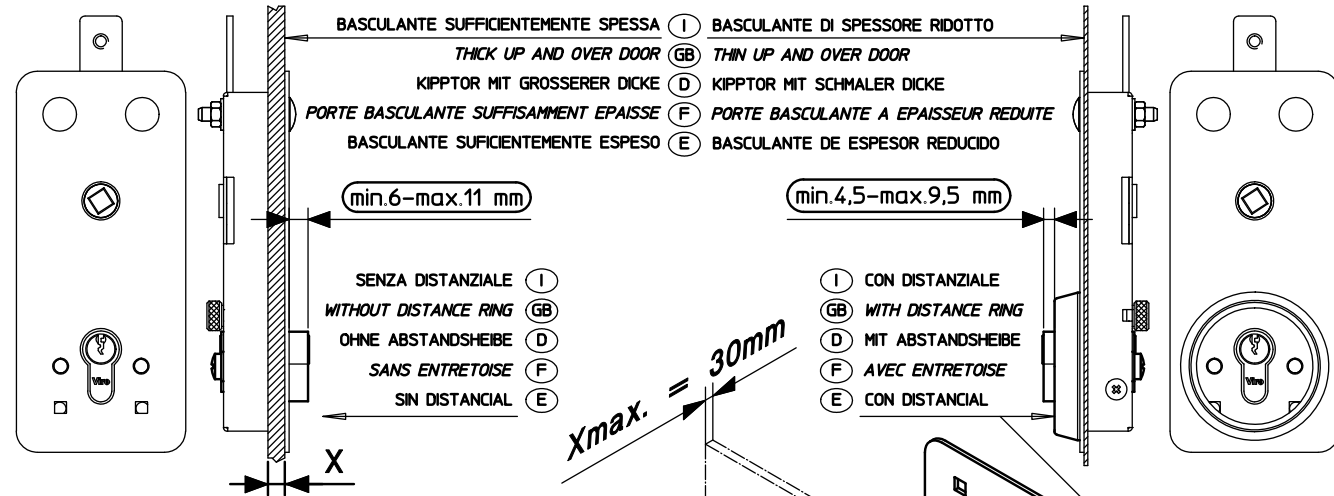 BASCULANTE SUFFICIENTEMENTE SPESSA I BASCULANTE DI SPESSORE RIDOTTO
THICK UP AND OVER DOOR GB THIN UP AND OVER DOOR
KIPPTOR MIT GROSSERER DICKE D KIPPTOR MIT SCHMALER DICKE
PORTE BASCULANTE SUFFISAMMENT EPAISSE F PORTE BASCULANTE A EPAISSEUR REDUITE
BASCULANTE SUFICIENTEMENTE ESPESO E BASCULANTE DE ESPESOR REDUCIDO
min.6-max.11 mm
min.4,5-max.9,5 mm
SENZA DISTANZIALE I
WITHOUT DISTANCE RING GB
OHNE ABSTANDSHEIBE D
SANS ENTRETOISE F
SIN DISTANCIAL E
I CON DISTANZIALE
GB WITH DISTANCE RING
D MIT ABSTANDSHEIBE
F AVEC ENTRETOISE
E CON DISTANCIAL
Viro
Viro
Xmax. = 30mm
X